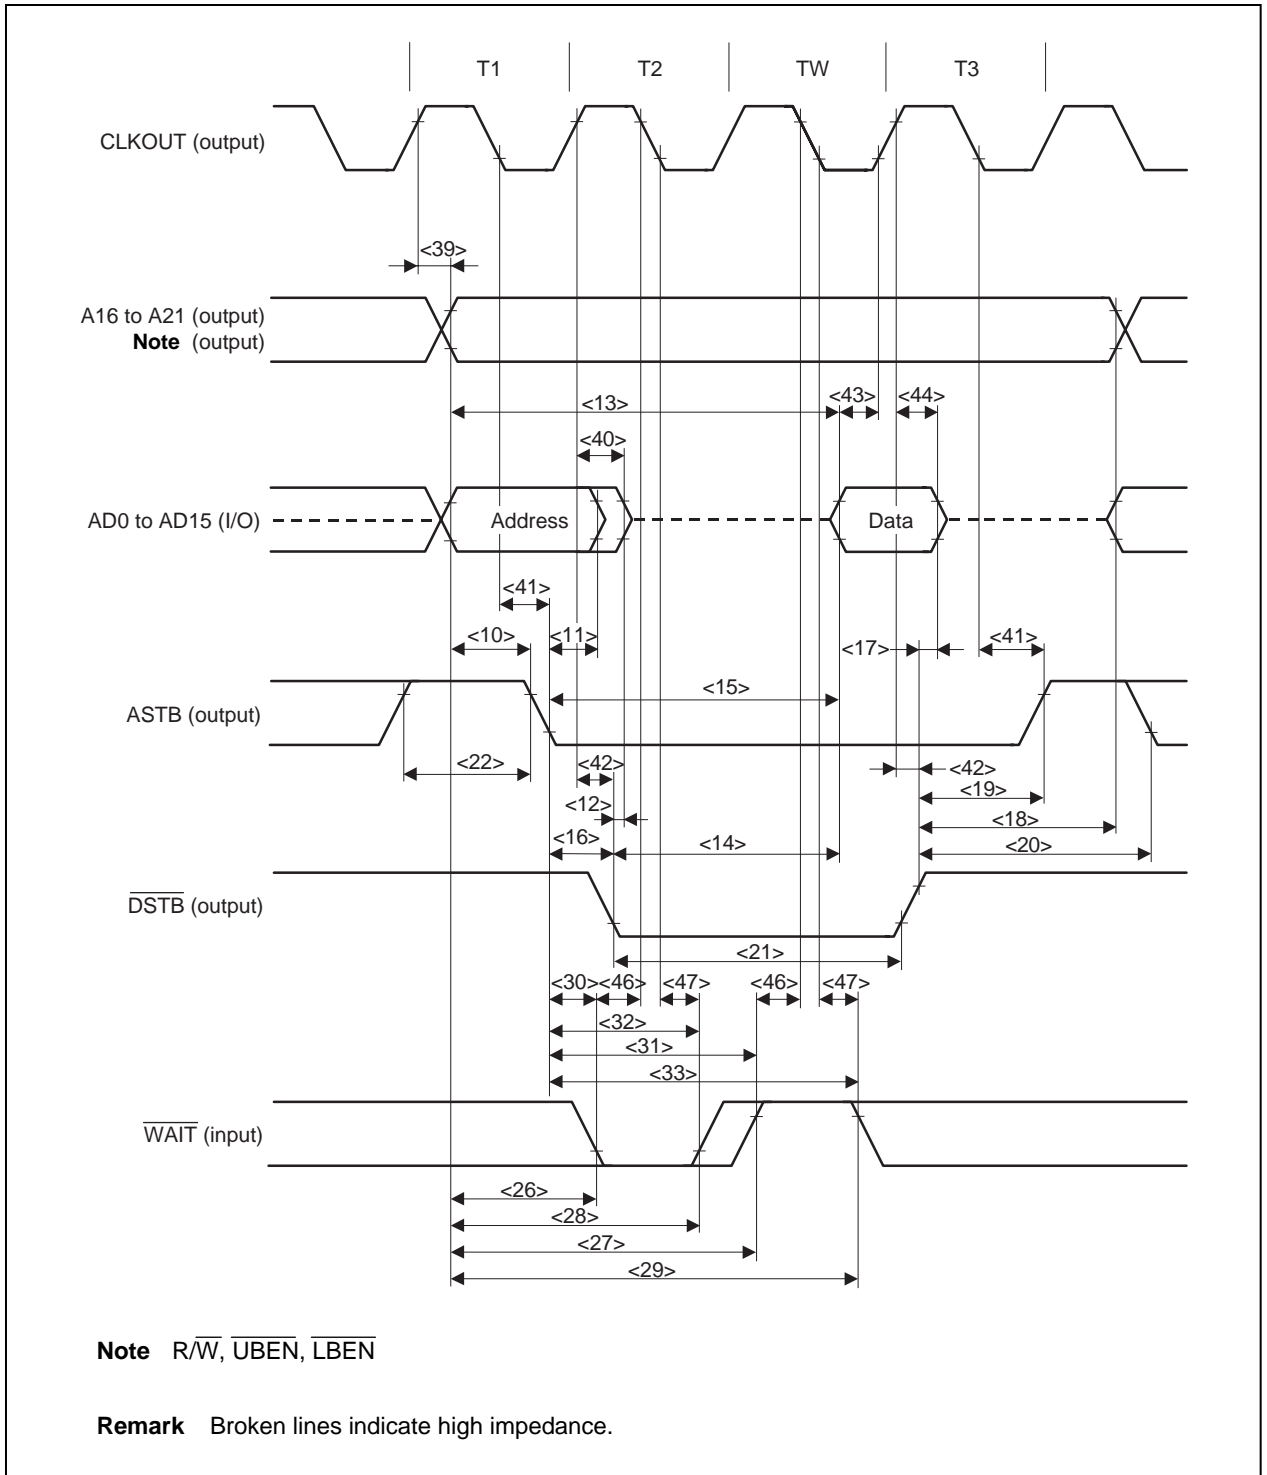 T1 T2 TW T3
CLKOUT (output)
<39>
A16 to A21 (output)
Note (output)
<13> <43> <44>
<40>
AD0 to AD15 (I/O) Address Data
<41>
<10> <11> <17> <41>
<15>
ASTB (output)
<22> <42> <42>
<19>
<12> <18>
<16> <14> <20>
DSTB (output)
<21>
<30> <46> <47> <46> <47>
<32>
<31>
<33>
WAIT (input)
<26>
<28>
<27>
<29>
Note R/W, UBEN, LBEN
Remark Broken lines indicate high impedance.